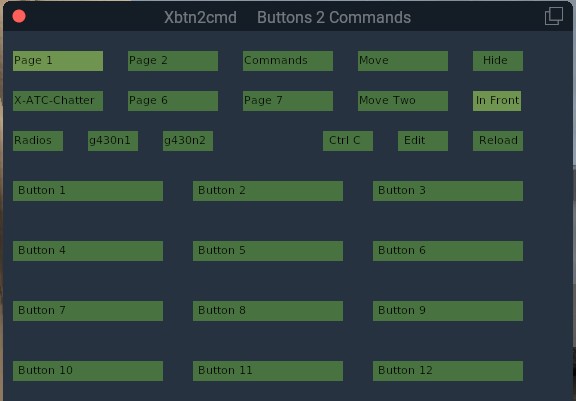 Xbtn2cmd Buttons 2 Commands
Page 1 Page 2 Commands Move Hide
X-ATC-Chatter Page 6 Page 7 Move Two In Front
Radios g430n1 g430n2 Ctrl C Edit Reload
Button 1 Button 2 Button 3
Button 4 Button 5 Button 6
Button 7 Button 8 Button 9
Button 10 Button 11 Button 12